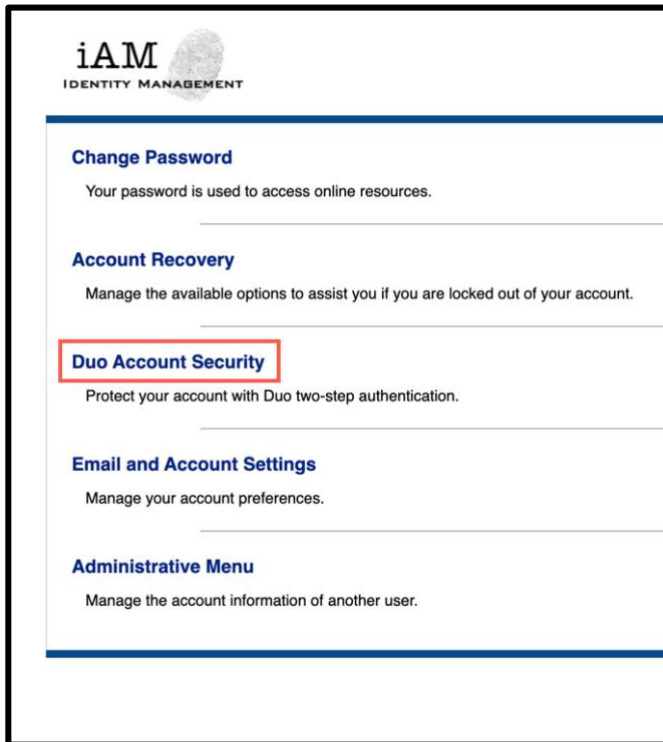 iAM
IDENTITY MANAGEMENT
Change Password
Your password is used to access online resources.
Account Recovery
Manage the available options to assist you if you are locked out of your account.
Duo Account Security
Protect your account with Duo two-step authentication.
Email and Account Settings
Manage your account preferences.
Administrative Menu
Manage the account information of another user.